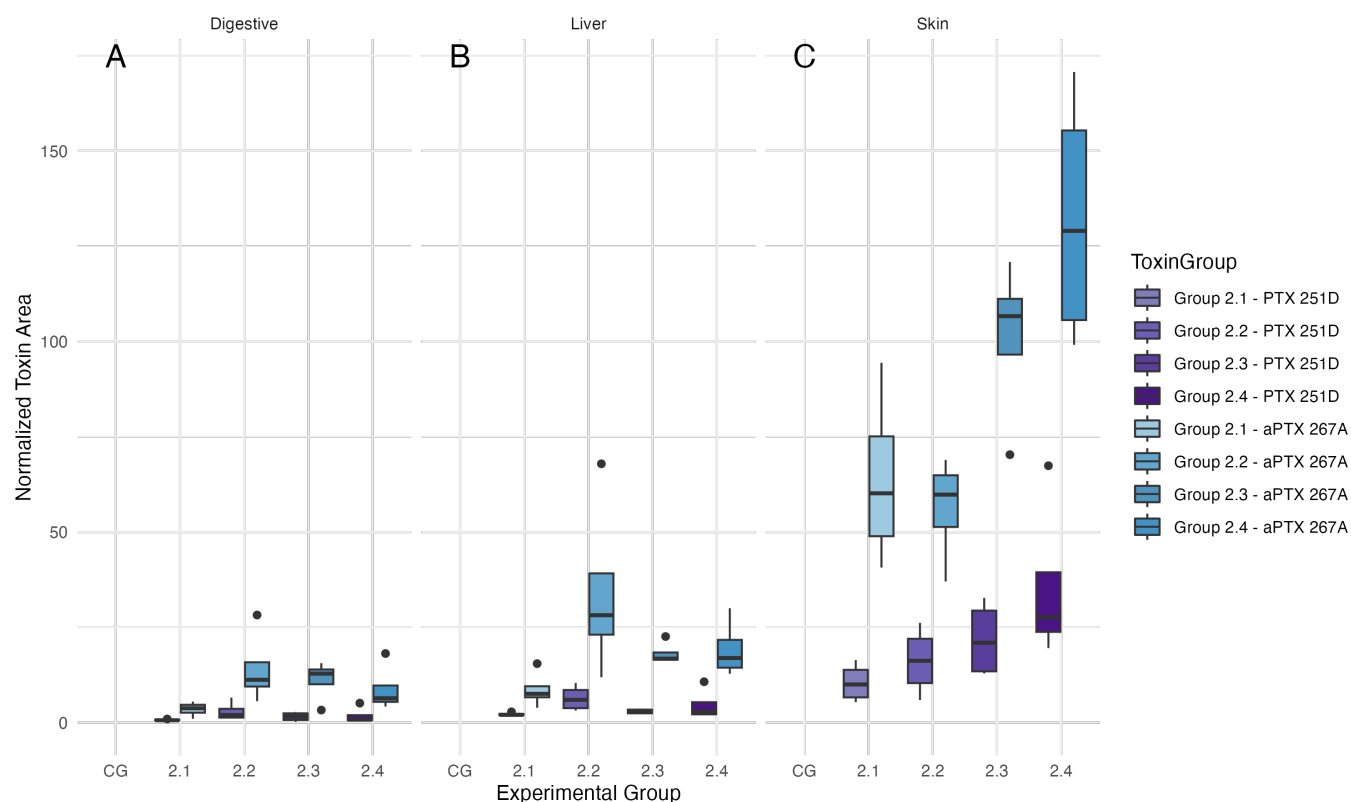 Digestive
Liver
Skin
A
B
C
150
100
50
0
Normalized Toxin Area
CG 2.1 2.2 2.3 2.4
CG 2.1 2.2 2.3 2.4
CG 2.1 2.2 2.3 2.4
Experimental Group
ToxinGroup
Group 2.1 - PTX 251D
Group 2.2 - PTX 251D
Group 2.3 - PTX 251D
Group 2.4 - PTX 251D
Group 2.1 - aPTX 267A
Group 2.2 - aPTX 267A
Group 2.3 - aPTX 267A
Group 2.4 - aPTX 267A